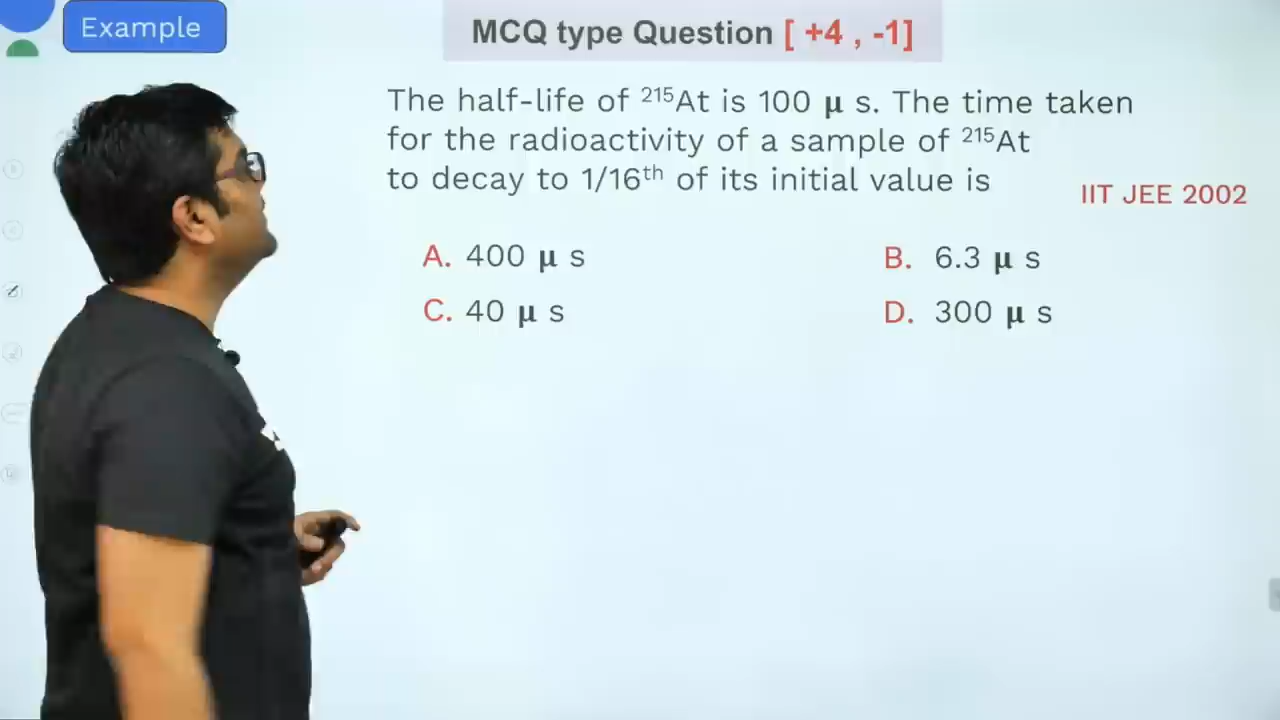 Example
MCQ type Question [ +4 , -1]
The half-life of ²¹⁵At is 100 μ s. The time taken
for the radioactivity of a sample of ²¹⁵At
to decay to 1/16ᵗʰ of its initial value is
IIT JEE 2002
A. 400 μ s
B. 6.3 μ s
C. 40 μ s
D. 300 μ s